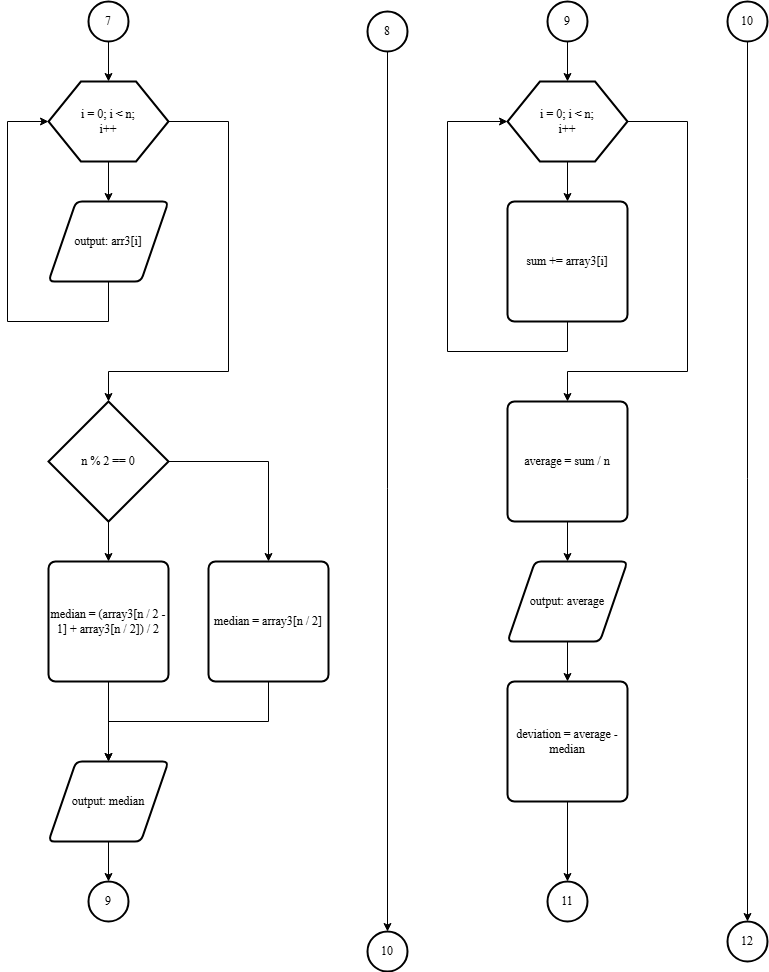 7
i = 0; i < n;
i++
output: arr3[i]
n % 2 == 0
median = (array3[n / 2 -
1] + array3[n / 2]) / 2
median = array3[n / 2]
output: median
9
8
10
9
i = 0; i < n;
i++
sum += array3[i]
average = sum / n
output: average
deviation = average -
median
11
10
12